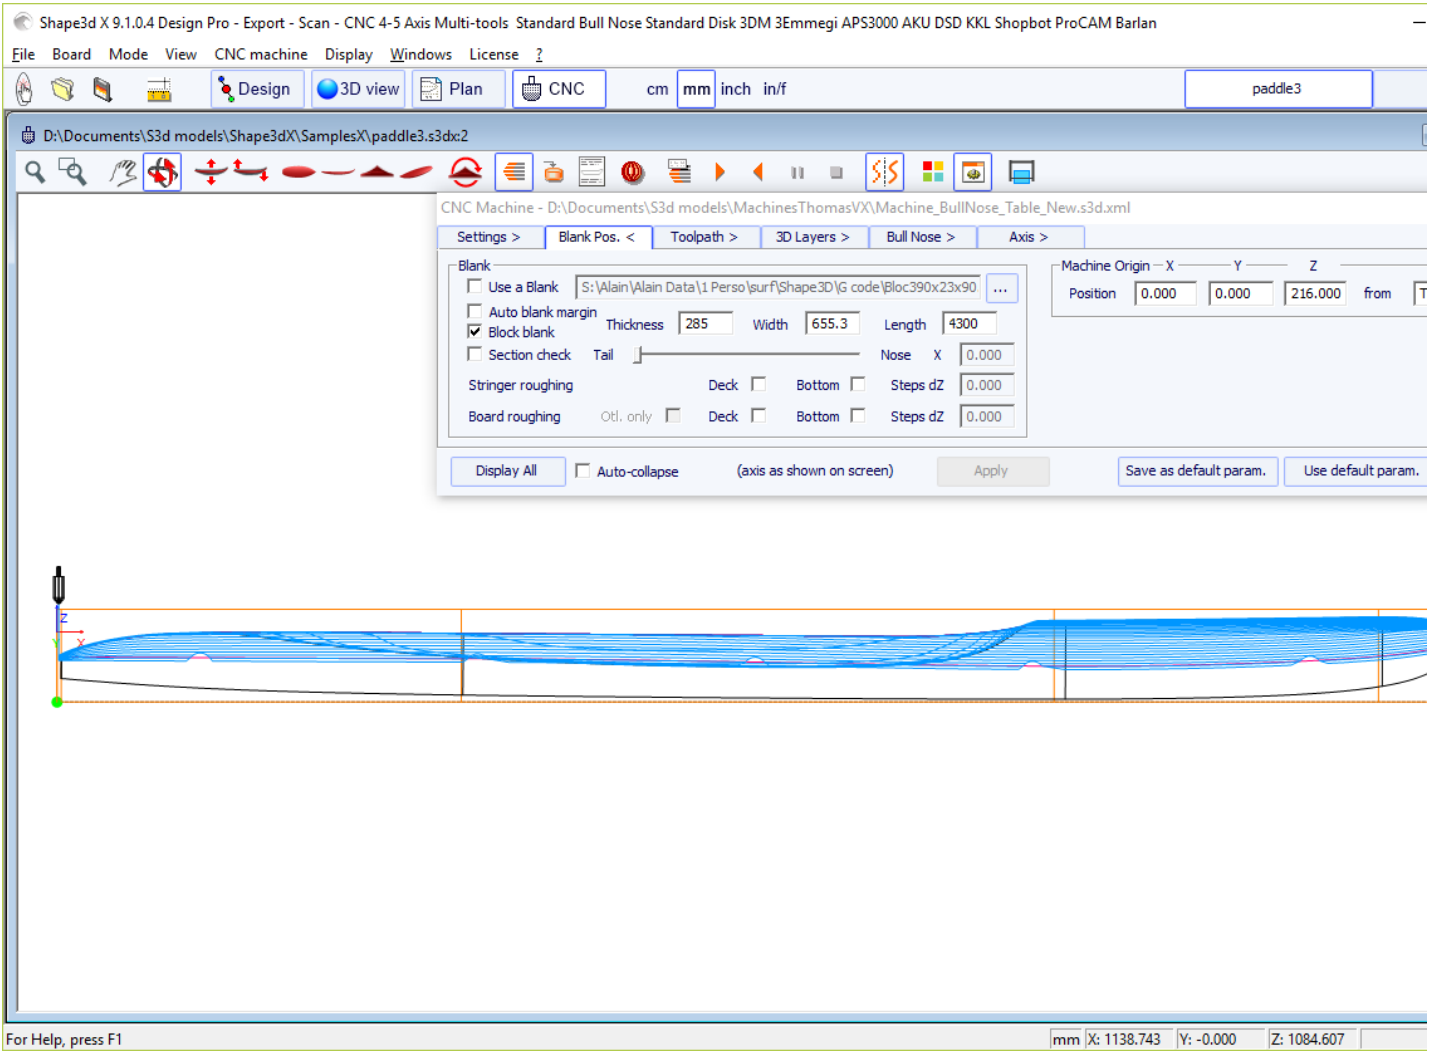 Shape3d X 9.1.0.4 Design Pro - Export - Scan - CNC 4-5 Axis Multi-tools  Standard Bull Nose Standard Disk 3DM 3Emmegi APS3000 AKU DSD KKL Shopbot ProCAM Barlan
File Board Mode View CNC machine Display Windows License ?
Design 3D view Plan CNC cm mm inch in/f paddle3
D:\Documents\S3d models\Shape3dX\SamplesX\paddle3.s3dx:2
CNC Machine - D:\Documents\S3d models\MachinesThomasVX\Machine_BullNose_Table_New.s3d.xml
Settings > Blank Pos. < Toolpath > 3D Layers > Bull Nose > Axis >
Blank Machine Origin X Y Z
Use a Blank S:\Alain\Alain Data\1 Perso\surf\Shape3D\G code\Bloc390x23x90 ...
Position 0.000 0.000 216.000 from T
Auto blank margin
Block blank Thickness 285 Width 655.3 Length 4300
Section check Tail Nose X 0.000
Stringer roughing Deck Bottom Steps dZ 0.000
Board roughing Otl. only Deck Bottom Steps dZ 0.000
Display All Auto-collapse (axis as shown on screen) Apply Save as default param. Use default param.
Z
Y X
For Help, press F1 mm X: 1138.743 Y: -0.000 Z: 1084.607